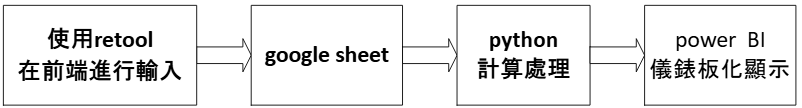 使用retool
在前端進行輸入
google sheet
python
計算處理
power BI
儀錶板化顯示